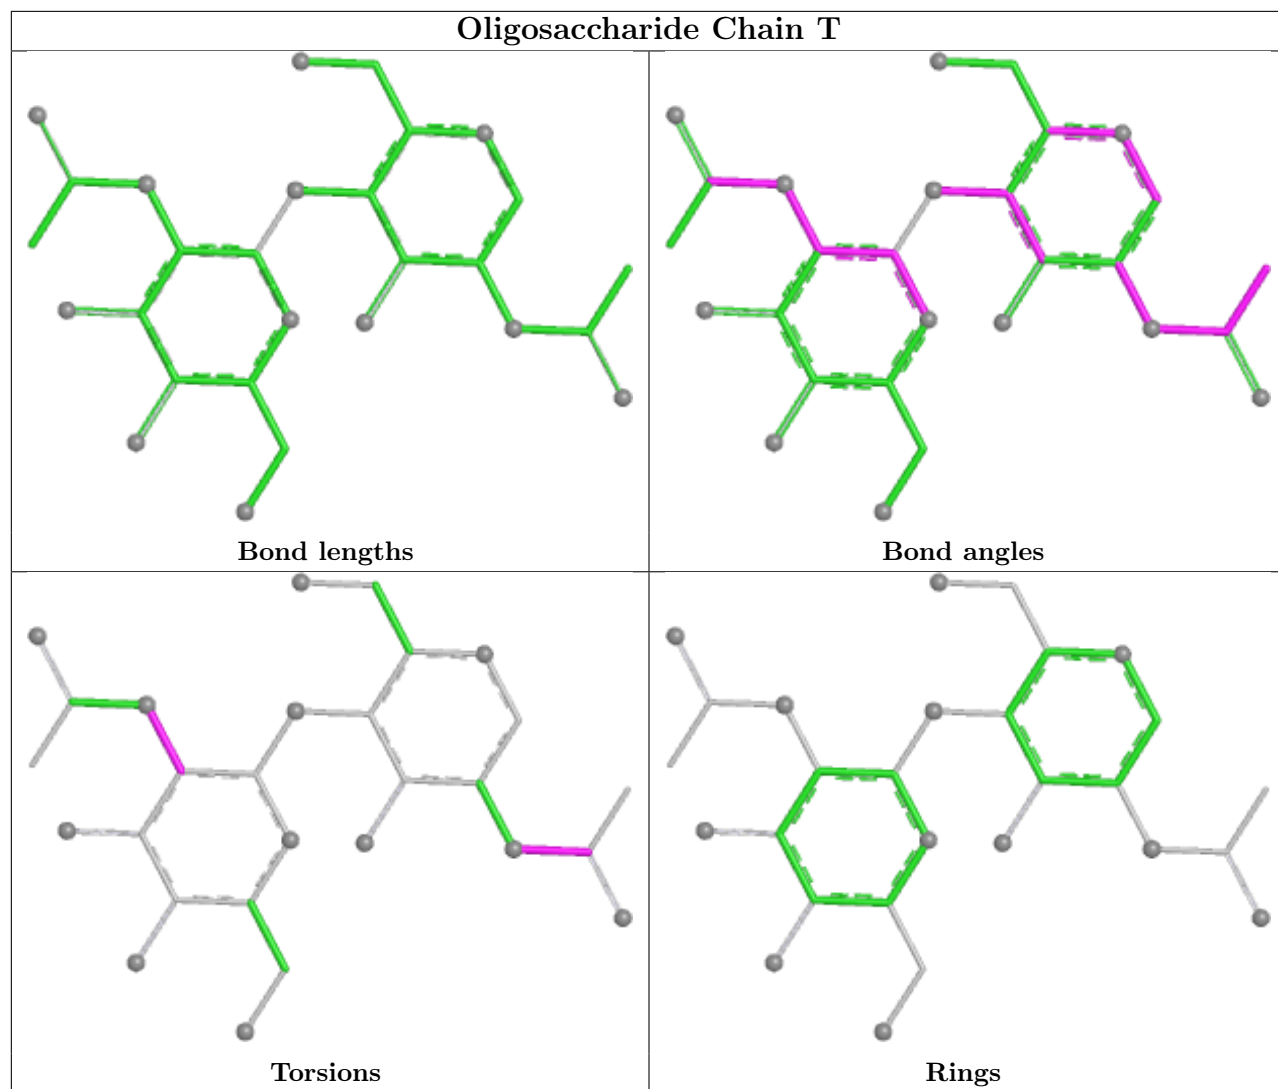 Oligosaccharide Chain T
Bond lengths
Bond angles
Torsions
Rings